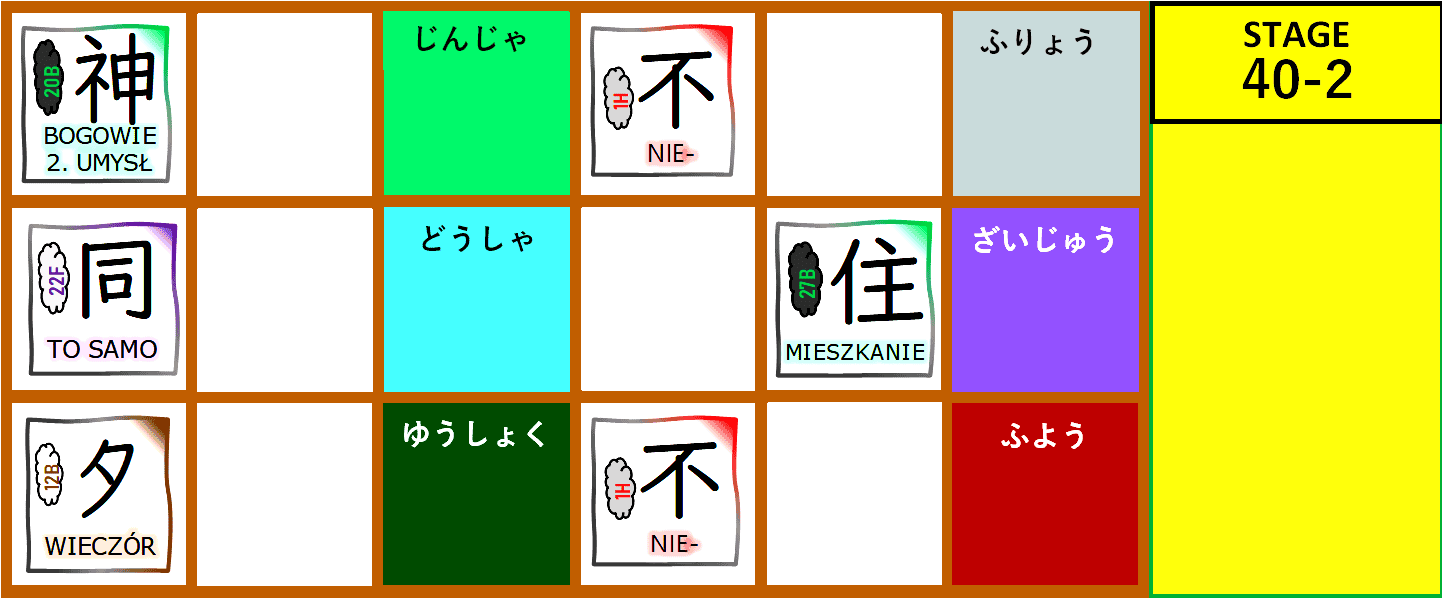 20B
神
BOGOWIE
2. UMYSŁ
じんじゃ
1H
不
NIE-
ふりょう
STAGE
40-2
22F
同
TO SAMO
どうしゃ
27B
住
MIESZKANIE
ざいじゅう
12B
夕
WIECZÓR
ゆうしょく
1H
不
NIE-
ふよう